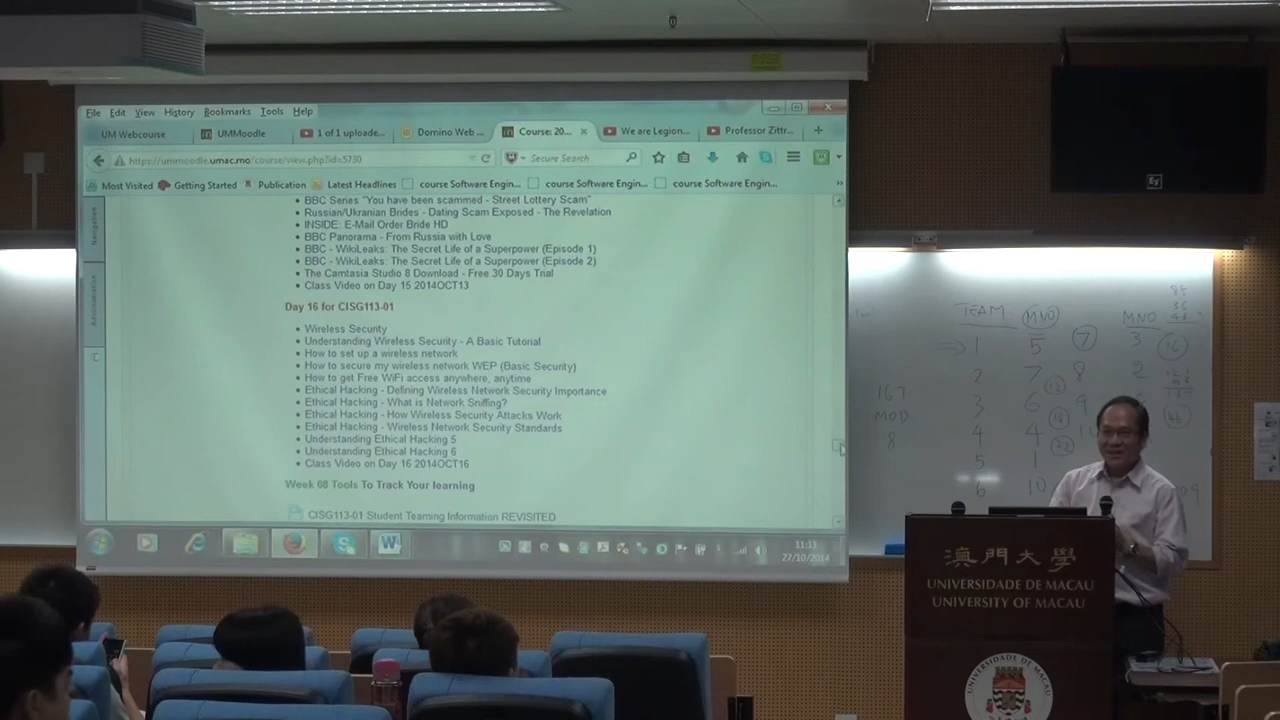 File Edit View History Bookmarks Tools Help
UM Webcourse UMMoodle 1 of 1 uploade... Domino Web ... Course: 20... We are Legion... Professor Zittr...
https://ummoodle.umac.mo/course/view.php?id=5730 Secure Search
Most Visited Getting Started Publication Latest Headlines course Software Engin... course Software Engin... course Software Engin...
Navigation
Administration
BBC Series "You have been scammed - Street Lottery Scam"
Russian/Ukranian Brides - Dating Scam Exposed - The Revelation
INSIDE: E-Mail Order Bride HD
BBC Panorama - From Russia with Love
BBC - WikiLeaks: The Secret Life of a Superpower (Episode 1)
BBC - WikiLeaks: The Secret Life of a Superpower (Episode 2)
The Camtasia Studio 8 Download - Free 30 Days Trial
Class Video on Day 15 2014OCT13
Day 16 for CISG113-01
Wireless Security
Understanding Wireless Security - A Basic Tutorial
How to set up a wireless network
How to secure my wireless network WEP (Basic Security)
How to get Free WiFi access anywhere, anytime
Ethical Hacking - Defining Wireless Network Security Importance
Ethical Hacking - What is Network Sniffing?
Ethical Hacking - How Wireless Security Attacks Work
Ethical Hacking - Wireless Network Security Standards
Understanding Ethical Hacking 5
Understanding Ethical Hacking 6
Class Video on Day 16 2014OCT16
Week 08 Tools To Track Your learning
CISG113-01 Student Teaming Information REVISITED
11:13
27/10/2014
TEAM MNO MNO
1 5 7 3
2 7 12 8 2
3 6 18 9
4 4 22
5 1
6 10
167
MOD
8
澳門大學
UNIVERSIDADE DE MACAU
UNIVERSITY OF MACAU
UNIVERSIDADE DE MACAU